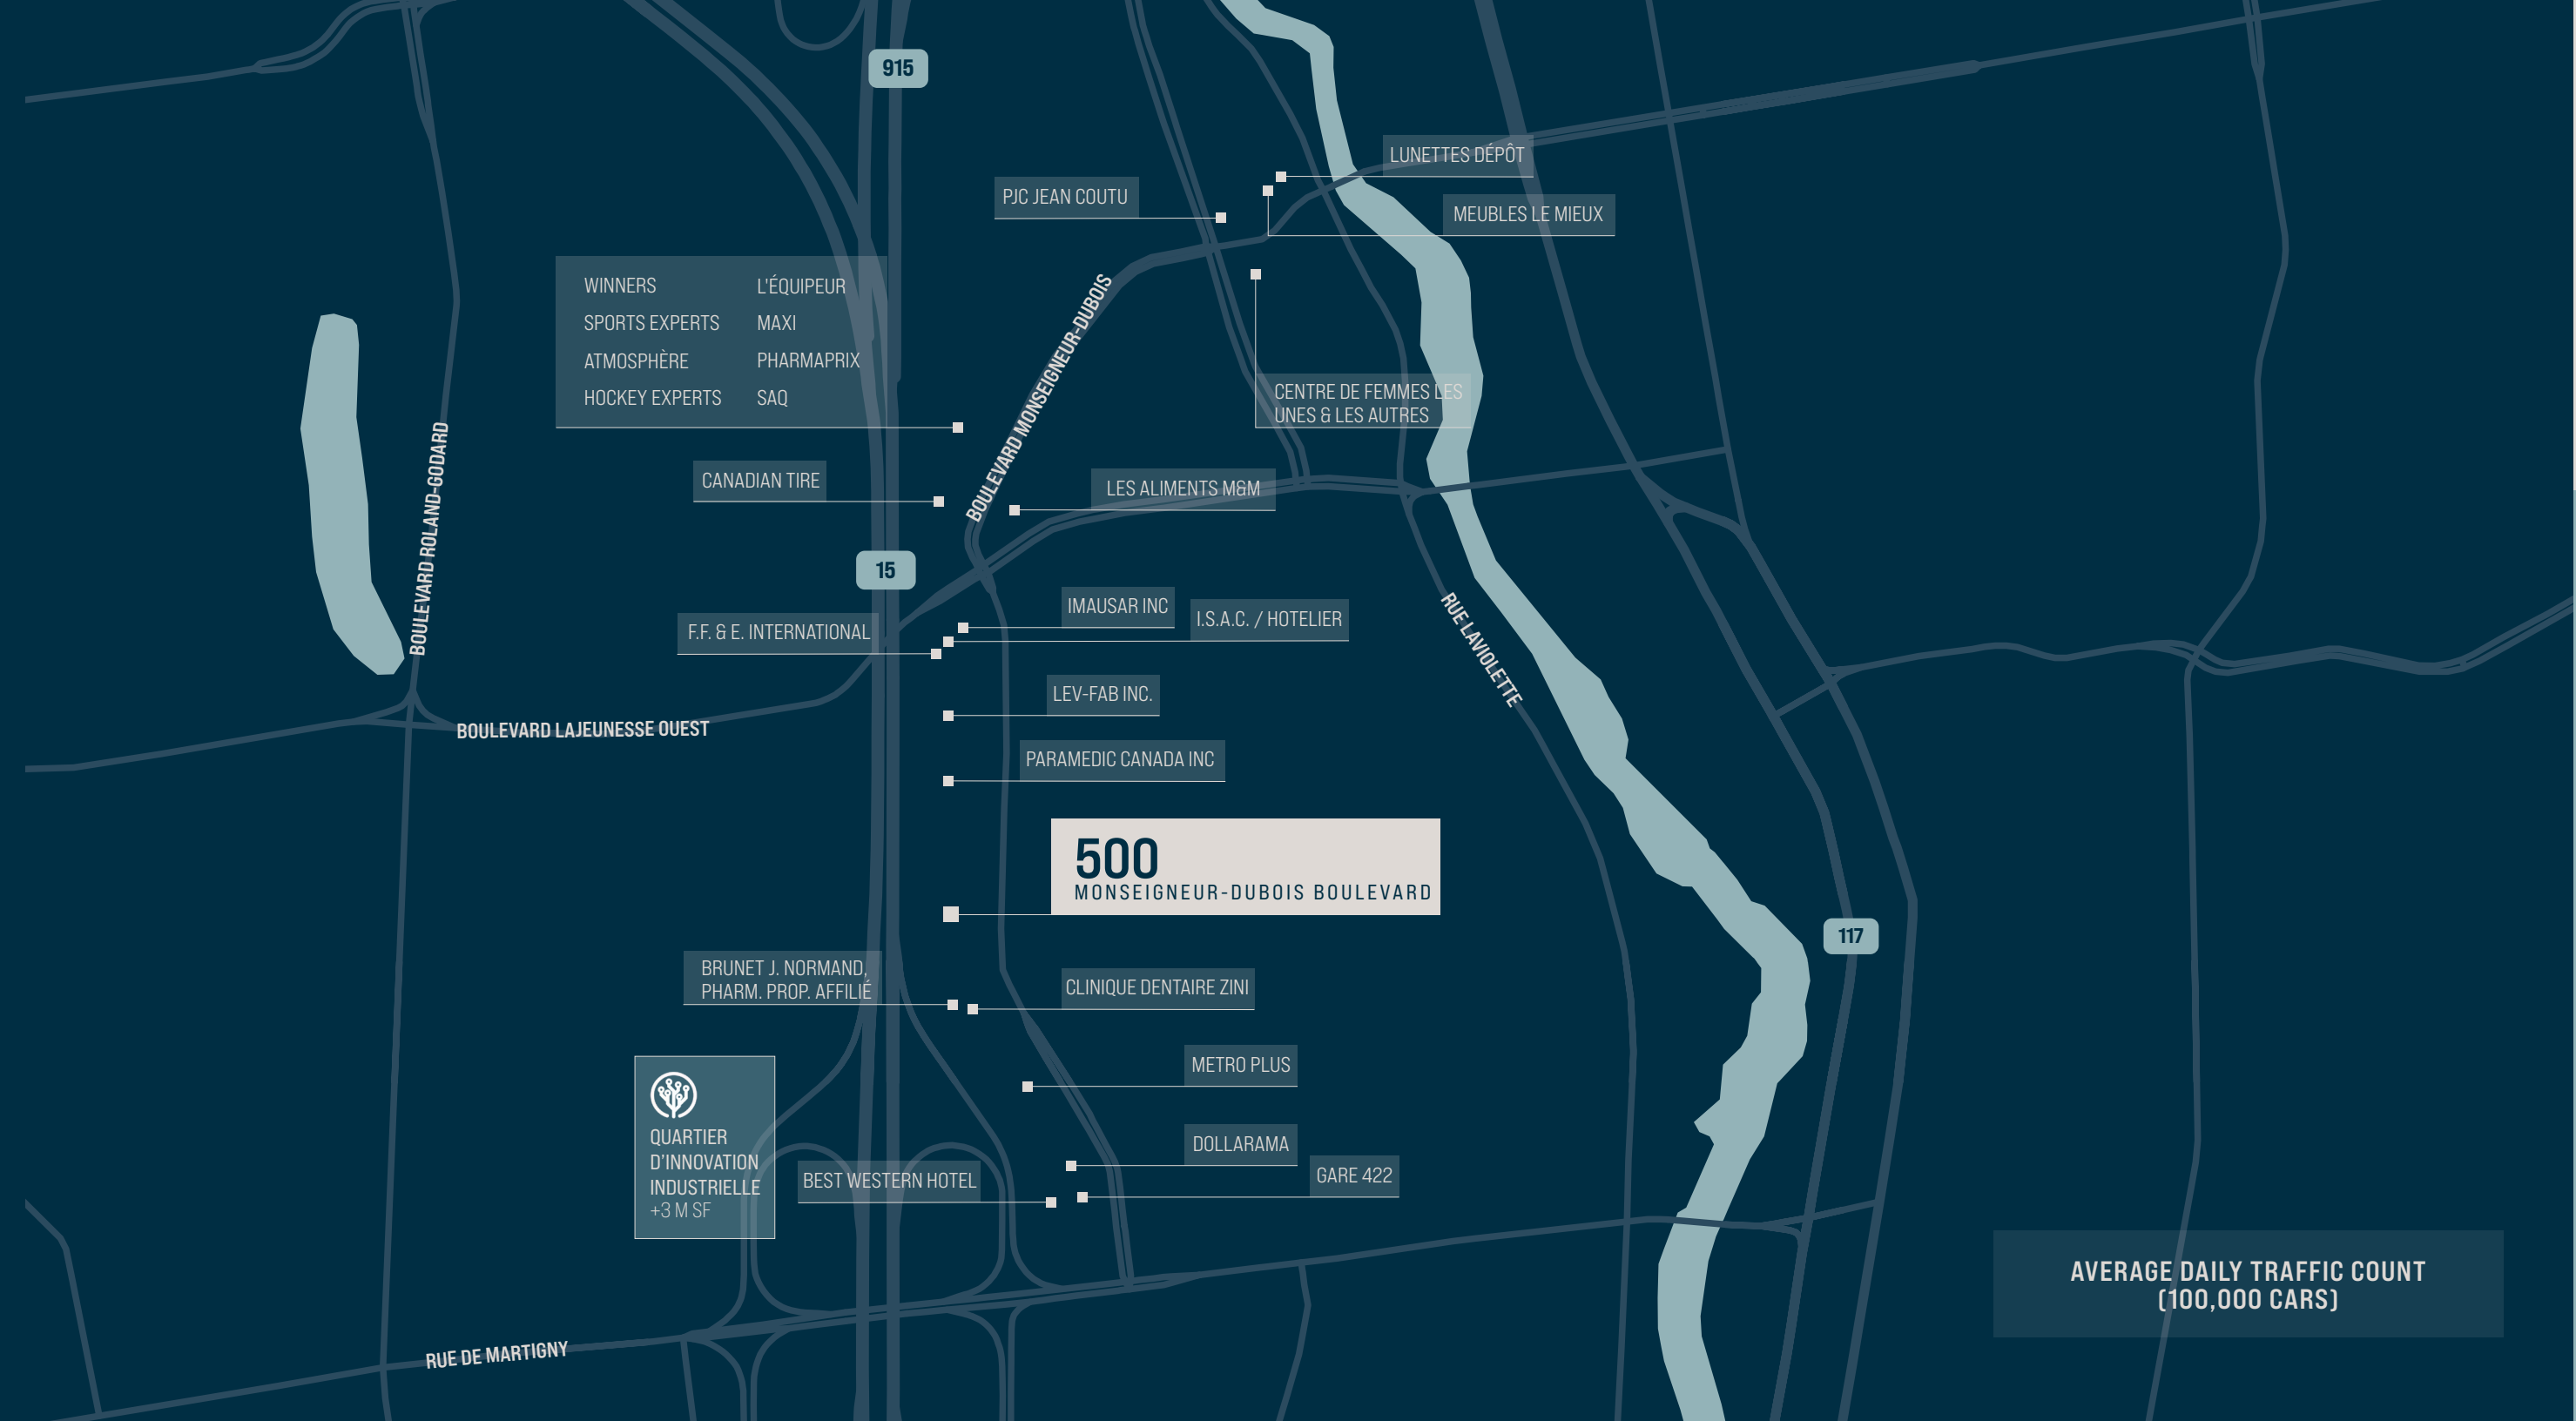 915
LUNETTES DÉPÔT
PJC JEAN COUTU
MEUBLES LE MIEUX
WINNERS
SPORTS EXPERTS
ATMOSPHÈRE
HOCKEY EXPERTS
L'ÉQUIPEUR
MAXI
PHARMAPRIX
SAQ
BOULEVARD MONSEIGNEUR-DUBOIS
CENTRE DE FEMMES LES
UNES & LES AUTRES
BOULEVARD ROLAND-GODARD
CANADIAN TIRE
LES ALIMENTS M&M
15
IMAUSAR INC
I.S.A.C. / HOTELIER
F.F. & E. INTERNATIONAL
RUE LAVIOLETTE
LEV-FAB INC.
BOULEVARD LAJEUNESSE OUEST
PARAMEDIC CANADA INC
500
MONSEIGNEUR-DUBOIS BOULEVARD
117
BRUNET J. NORMAND,
PHARM. PROP. AFFILIÉ
CLINIQUE DENTAIRE ZINI
METRO PLUS
QUARTIER
D'INNOVATION
INDUSTRIELLE
+3 M SF
DOLLARAMA
GARE 422
BEST WESTERN HOTEL
AVERAGE DAILY TRAFFIC COUNT
(100,000 CARS)
RUE DE MARTIGNY